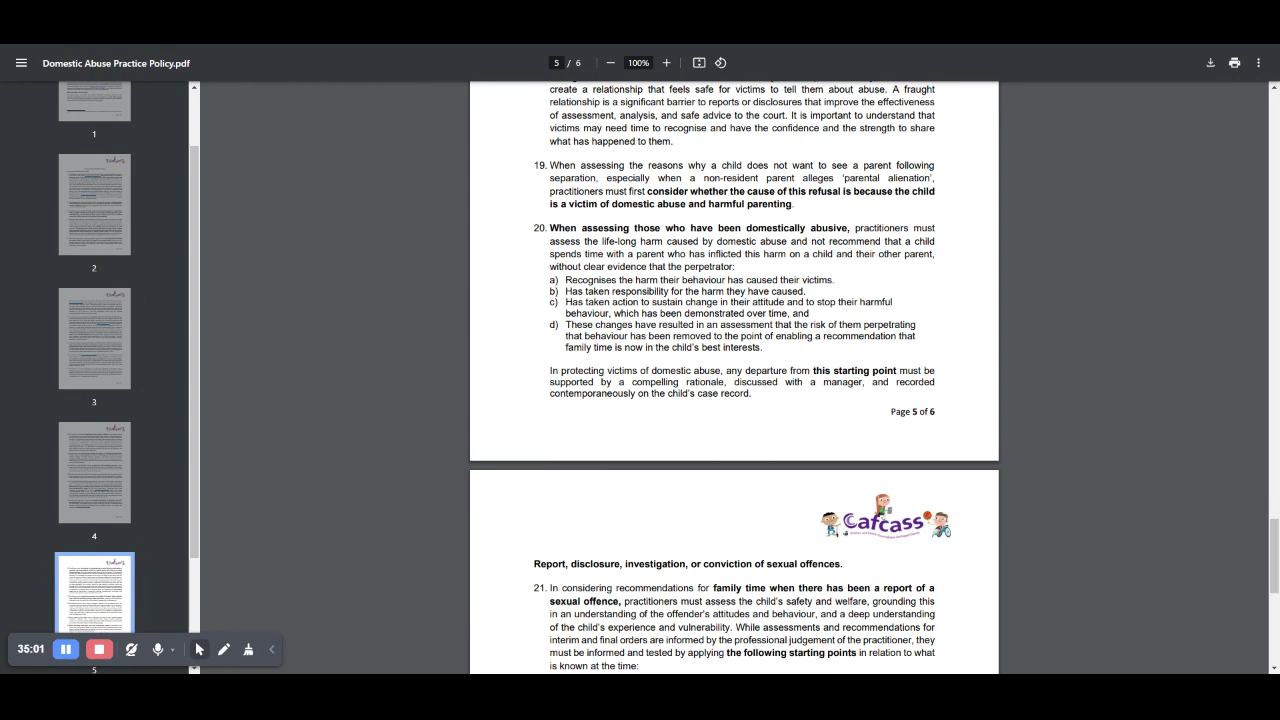 Domestic Abuse Practice Policy.pdf
5 / 6
100%
create a relationship that feels safe for victims to tell them about abuse. A fraught
relationship is a significant barrier to reports or disclosures that improve the effectiveness
of assessment, analysis, and safe advice to the court. It is important to understand that
victims may need time to recognise and have the confidence and the strength to share
what has happened to them.
19. When assessing the reasons why a child does not want to see a parent following
separation, especially when a non-resident parent alleges ‘parental alienation’,
practitioners must first consider whether the cause of this refusal is because the child
is a victim of domestic abuse and harmful parenting.
20. When assessing those who have been domestically abusive, practitioners must
assess the life-long harm caused by domestic abuse and not recommend that a child
spends time with a parent who has inflicted this harm on a child and their other parent,
without clear evidence that the perpetrator:
a) Recognises the harm their behaviour has caused their victims.
b) Has taken responsibility for the harm they have caused.
c) Has taken action to sustain change in their attitude and to stop their harmful
behaviour, which has been demonstrated over time, and
d) These changes have resulted in an assessment that the risk of them perpetrating
that behaviour has been removed to the point of enabling a recommendation that
family time is now in the child’s best interests.
In protecting victims of domestic abuse, any departure from this starting point must be
supported by a compelling rationale, discussed with a manager, and recorded
contemporaneously on the child’s case record.
Page 5 of 6
Cafcass
Report, disclosure, investigation, or conviction of sexual offences.
21. In considering recommendations for family time when there has been a report of a
sexual offence, practitioners must assess the child’s safety and welfare, grounding this
in an understanding of the offender’s attitudes and behaviour, and a deep understanding
of the child’s experience and vulnerability. While assessments and recommendations for
interim and final orders are informed by the professional judgement of the practitioner, they
must be informed and tested by applying the following starting points in relation to what
is known at the time:
1
2
3
4
5
35:01